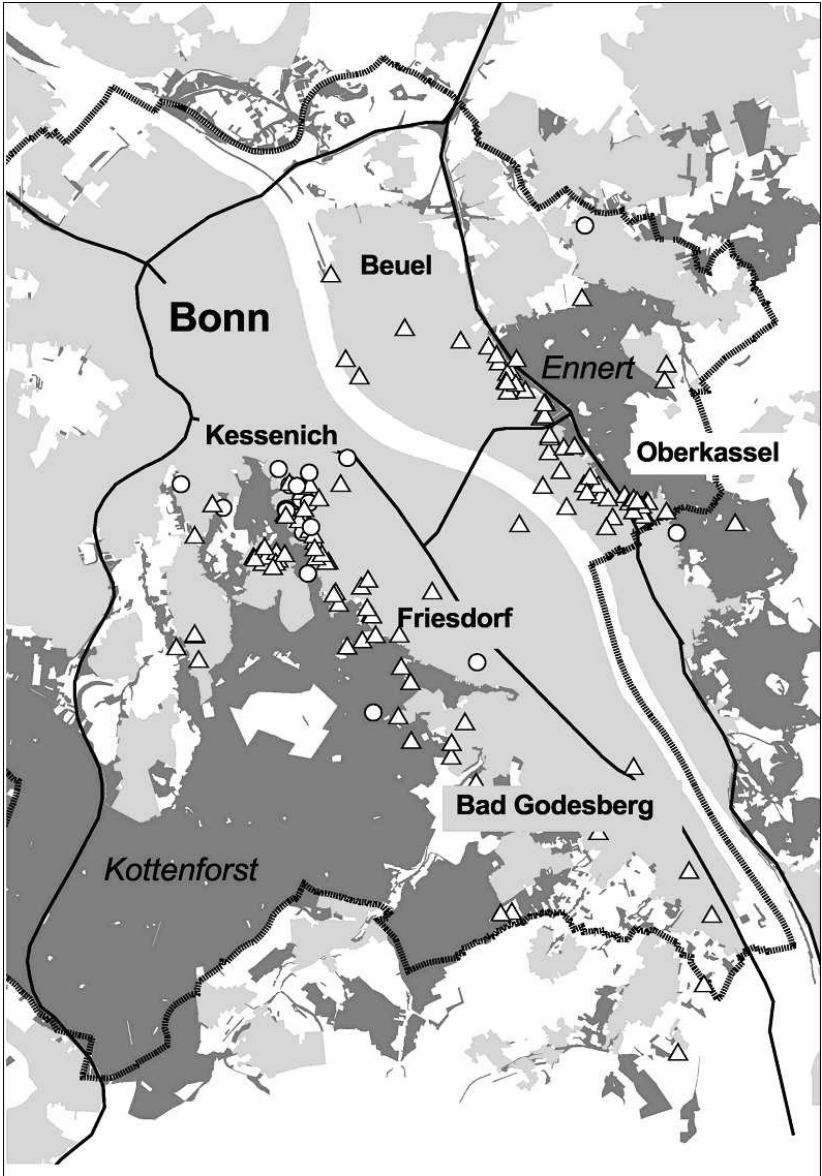 Beuel
Bonn
Ennert
Kessenich
Oberkassel
Friesdorf
Bad Godesberg
Kottenforst